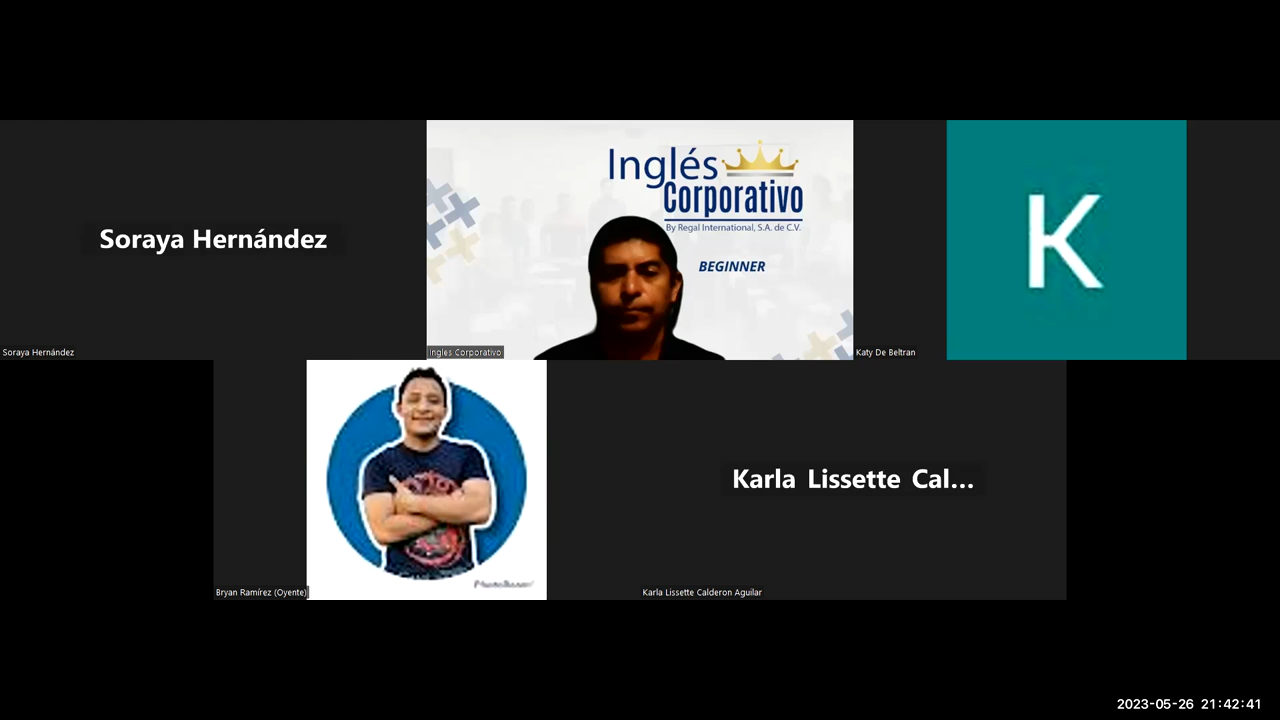 Soraya Hernández
Soraya Hernández
Inglés
Corporativo
By Regal International, S.A. de C.V.
BEGINNER
Ingles Corporativo
K
Katy De Beltran
Bryan Ramírez (Oyente)
Karla Lissette Cal...
Karla Lissette Calderon Aguilar
2023-05-26 21:42:41